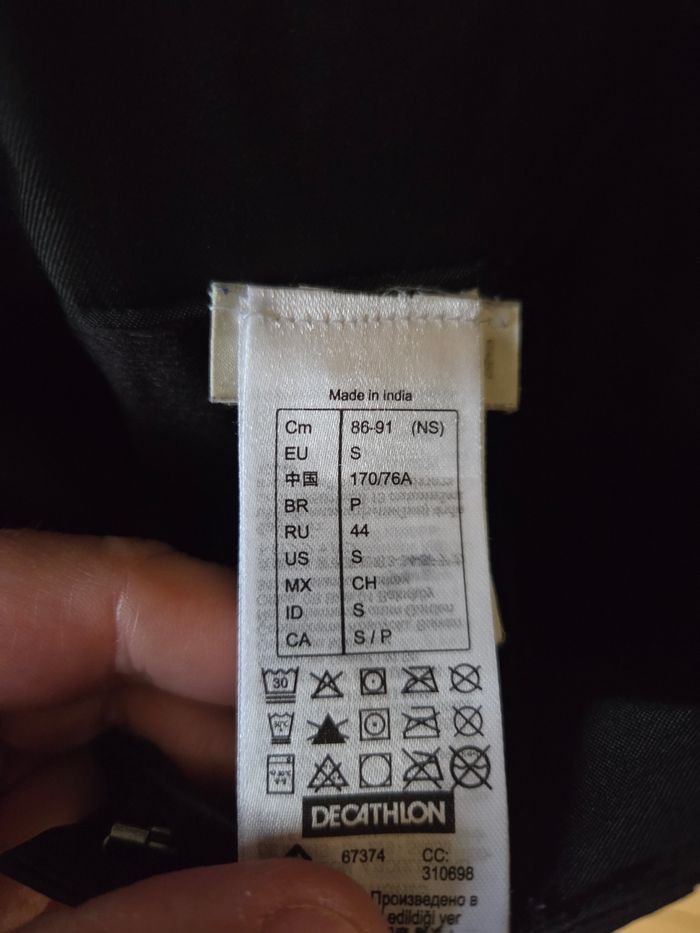 Made in india
Cm 86-91 (NS)
EU S
中国 170/76A
BR P
RU 44
US S
MX CH
ID S
CA S / P
30
DECATHLON
67374 CC:
310698
Произведено в
edildiği yer